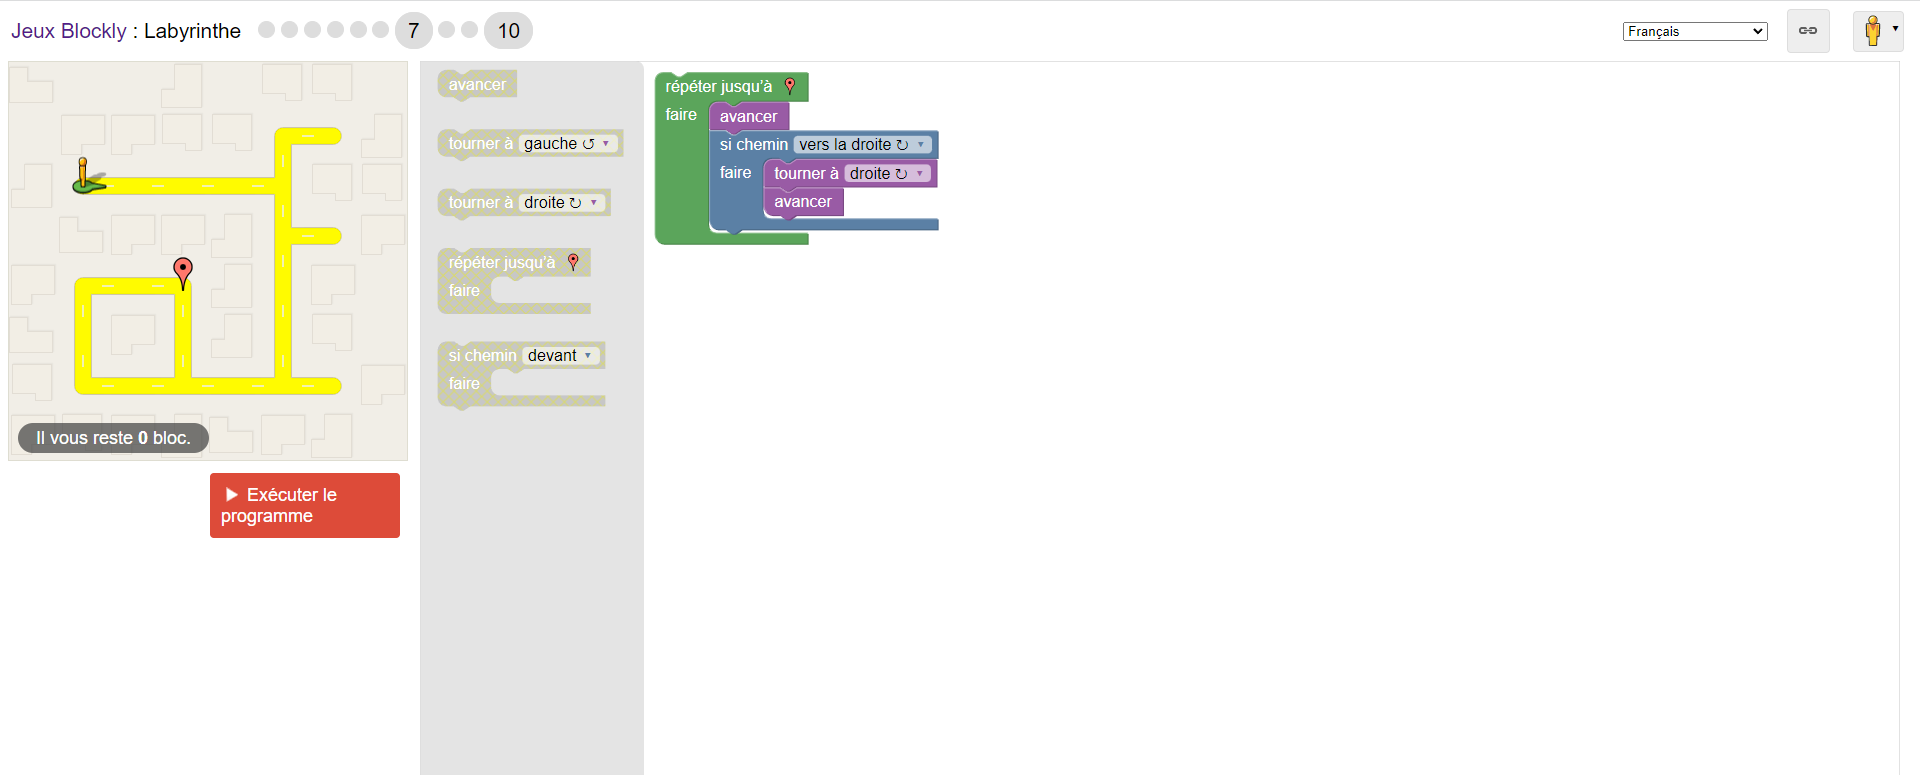 Jeux Blockly : Labyrinthe 7 10 Français
Il vous reste 0 bloc.
Exécuter le
programme
avancer
tourner à gauche ↺ ▾
tourner à droite ↻ ▾
répéter jusqu'à
faire
si chemin devant ▾
faire
répéter jusqu'à
faire
avancer
si chemin vers la droite ↻ ▾
faire
tourner à droite ↻ ▾
avancer